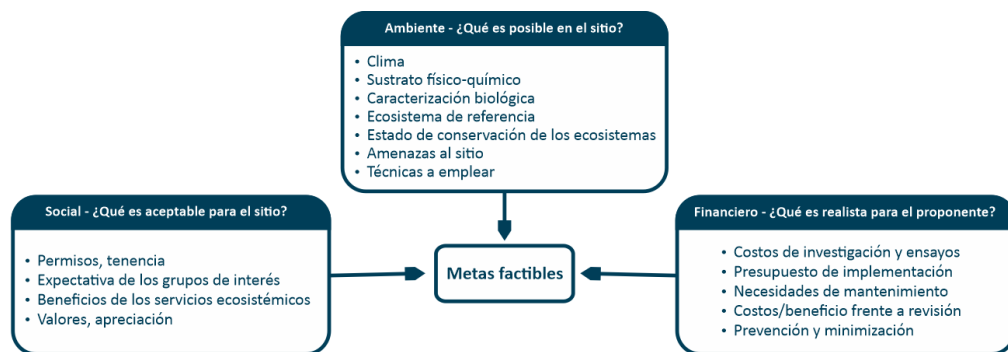 Ambiente - ¿Qué es posible en el sitio?
• Clima
• Sustrato físico-químico
• Caracterización biológica
• Ecosistema de referencia
• Estado de conservación de los ecosistemas
• Amenazas al sitio
• Técnicas a emplear
Social - ¿Qué es aceptable para el sitio?
• Permisos, tenencia
• Expectativa de los grupos de interés
• Beneficios de los servicios ecosistémicos
• Valores, apreciación
Metas factibles
Financiero - ¿Qué es realista para el proponente?
• Costos de investigación y ensayos
• Presupuesto de implementación
• Necesidades de mantenimiento
• Costos/beneficio frente a revisión
• Prevención y minimización